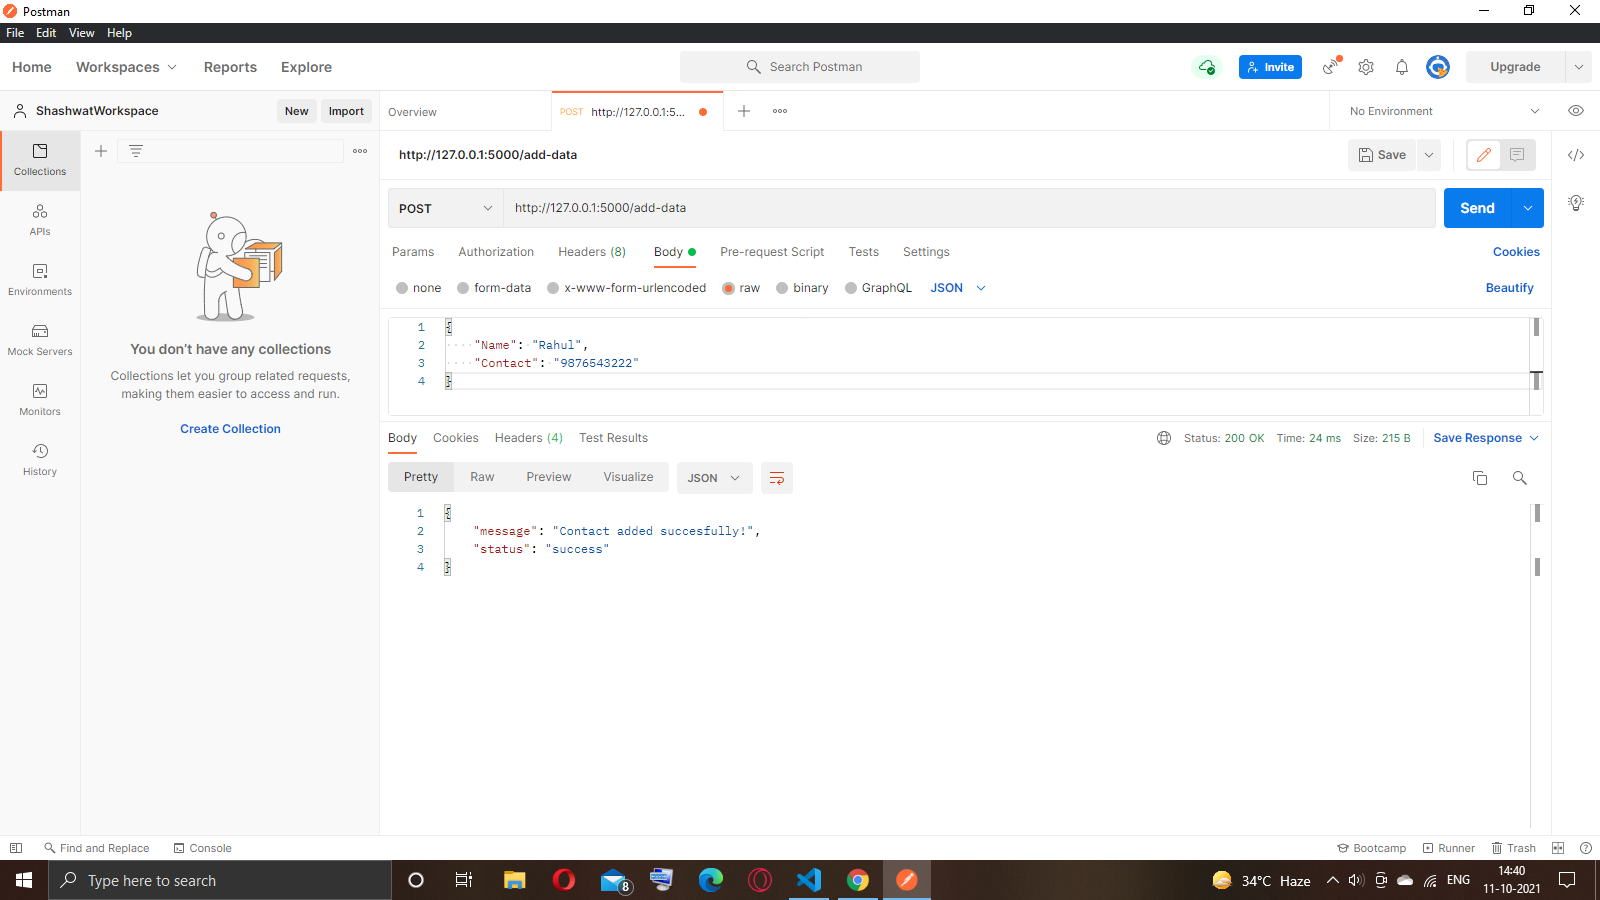 Postman
File Edit View Help
Home Workspaces Reports Explore Search Postman Invite Upgrade
ShashwatWorkspace New Import Overview POST http://127.0.0.1:5... No Environment
http://127.0.0.1:5000/add-data Save
Collections
POST http://127.0.0.1:5000/add-data Send
APIs
Params Authorization Headers (8) Body Pre-request Script Tests Settings Cookies
Environments
none form-data x-www-form-urlencoded raw binary GraphQL JSON Beautify
1 {
2 "Name": "Rahul",
3 "Contact": "9876543222"
4 }
Mock Servers
Monitors
History
You don't have any collections
Collections let you group related requests,
making them easier to access and run.
Create Collection
Body Cookies Headers (4) Test Results Status: 200 OK Time: 24 ms Size: 215 B Save Response
Pretty Raw Preview Visualize JSON
1 {
2 "message": "Contact added succesfully!",
3 "status": "success"
4 }
Find and Replace Console Bootcamp Runner Trash
Type here to search 8 34°C Haze ENG 14:40
11-10-2021